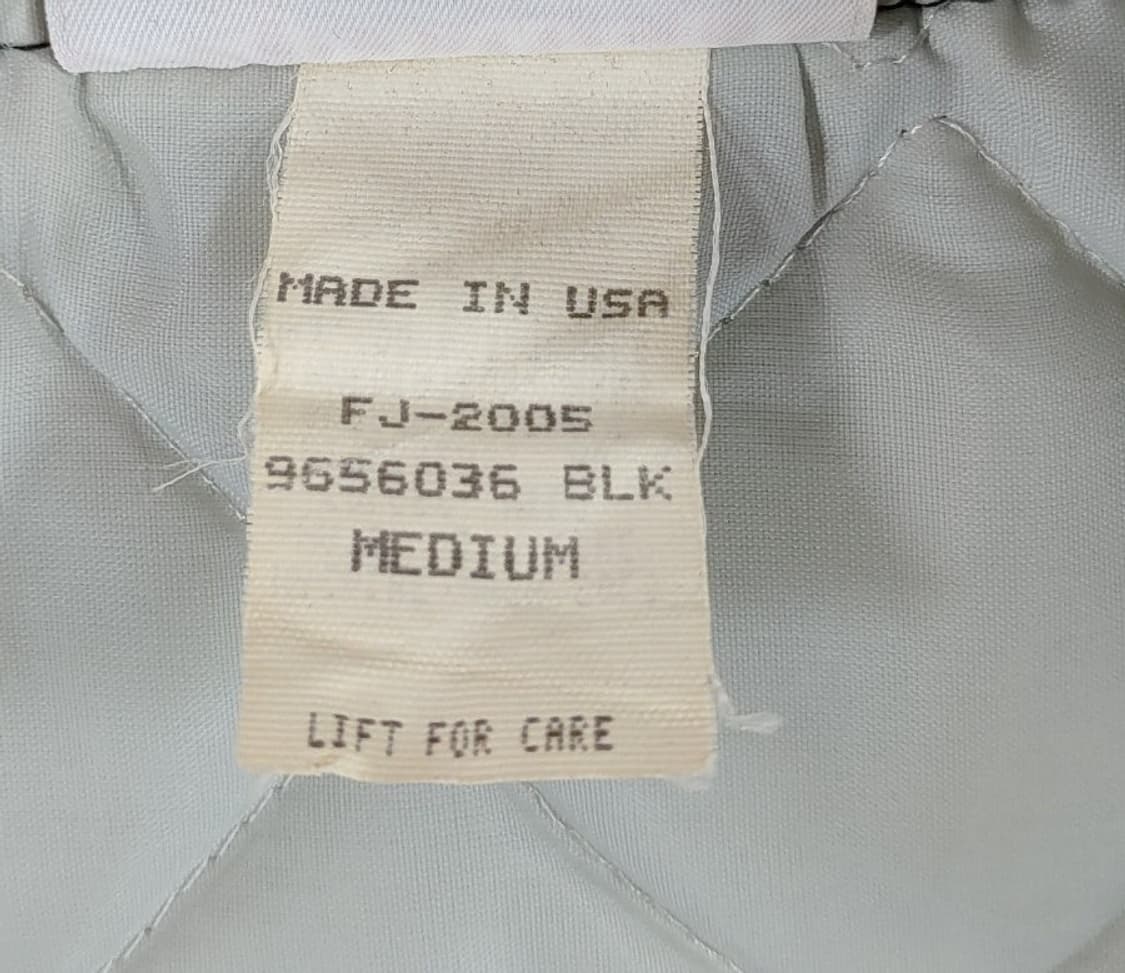 MADE IN USA
FJ-2005
9656036 BLK
MEDIUM
LIFT FOR CARE